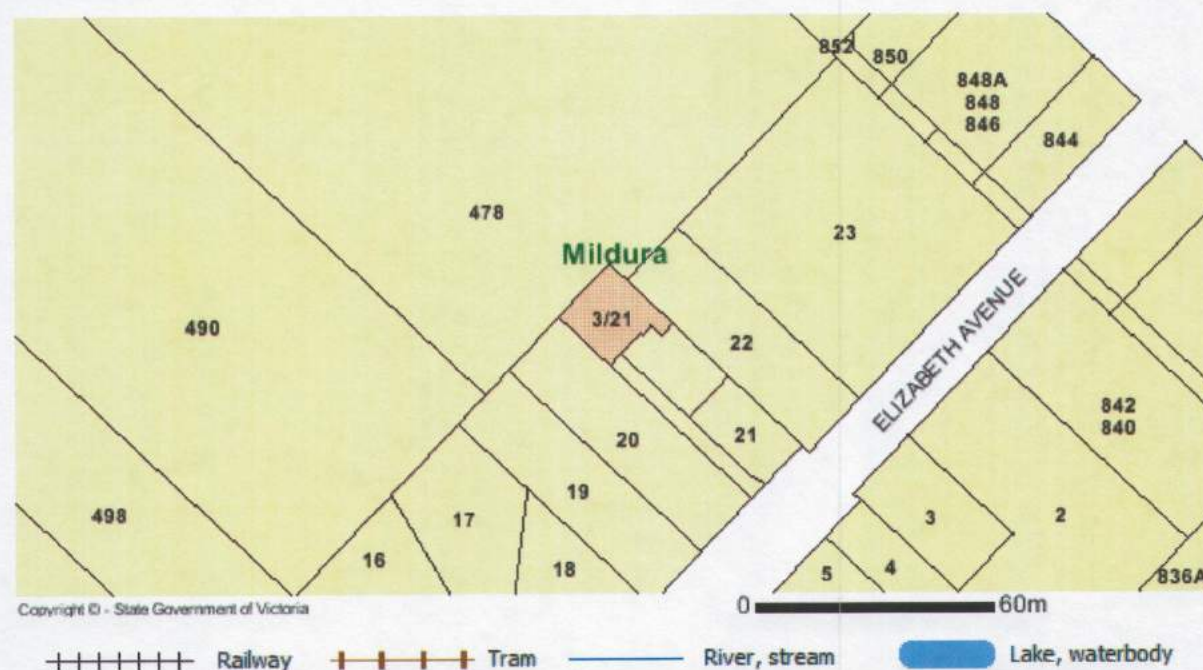 852
850
848A
848
846
844
478
23
Mildura
3/21
490
22
ELIZABETH AVENUE
842
840
20
21
19
498
17
3
2
16
18
5
4
836A
Copyright © - State Government of Victoria
0
60m
Railway
Tram
River, stream
Lake, waterbody